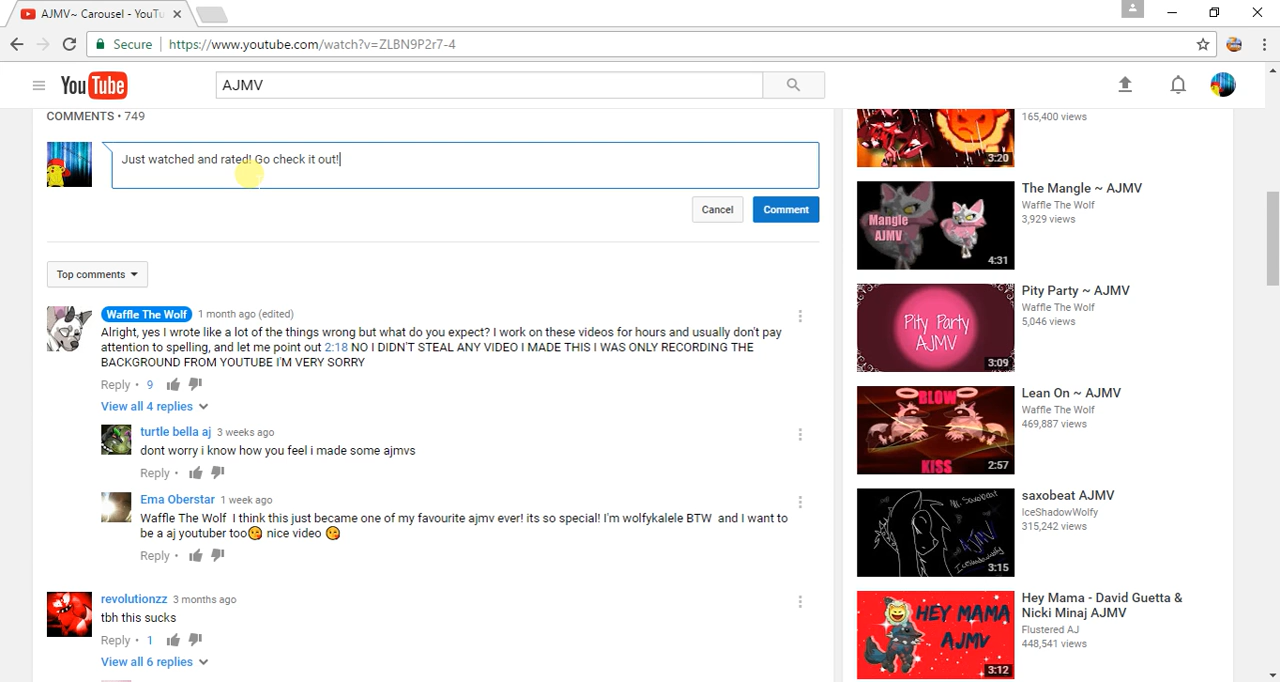 AJMV~ Carousel - YouTu
Secure
https://www.youtube.com/watch?v=ZLBN9P2r7-4
YouTube
AJMV
COMMENTS • 749
Just watched and rated! Go check it out!
Cancel
Comment
Top comments
Waffle The Wolf 1 month ago (edited)
Alright, yes I wrote like a lot of the things wrong but what do you expect? I work on these videos for hours and usually don't pay
attention to spelling, and let me point out 2:18 NO I DIDN'T STEAL ANY VIDEO I MADE THIS I WAS ONLY RECORDING THE
BACKGROUND FROM YOUTUBE I'M VERY SORRY
Reply • 9
View all 4 replies
turtle bella aj 3 weeks ago
dont worry i know how you feel i made some ajmvs
Reply •
Ema Oberstar 1 week ago
Waffle The Wolf I think this just became one of my favourite ajmv ever! its so special! I'm wolfykalele BTW and I want to
be a aj youtuber too😘 nice video 😘
Reply •
revolutionzz 3 months ago
tbh this sucks
Reply • 1
View all 6 replies
3:20
165,400 views
Mangle
AJMV
4:31
The Mangle ~ AJMV
Waffle The Wolf
3,929 views
Pity Party
AJMV
3:09
Pity Party ~ AJMV
Waffle The Wolf
5,046 views
BLOW
KISS
2:57
Lean On ~ AJMV
Waffle The Wolf
469,887 views
Mr. Saxobeat
AJMV
3:15
saxobeat AJMV
IceShadowWolfy
315,242 views
HEY MAMA
AJMV
3:12
Hey Mama - David Guetta &
Nicki Minaj AJMV
Flustered AJ
448,541 views